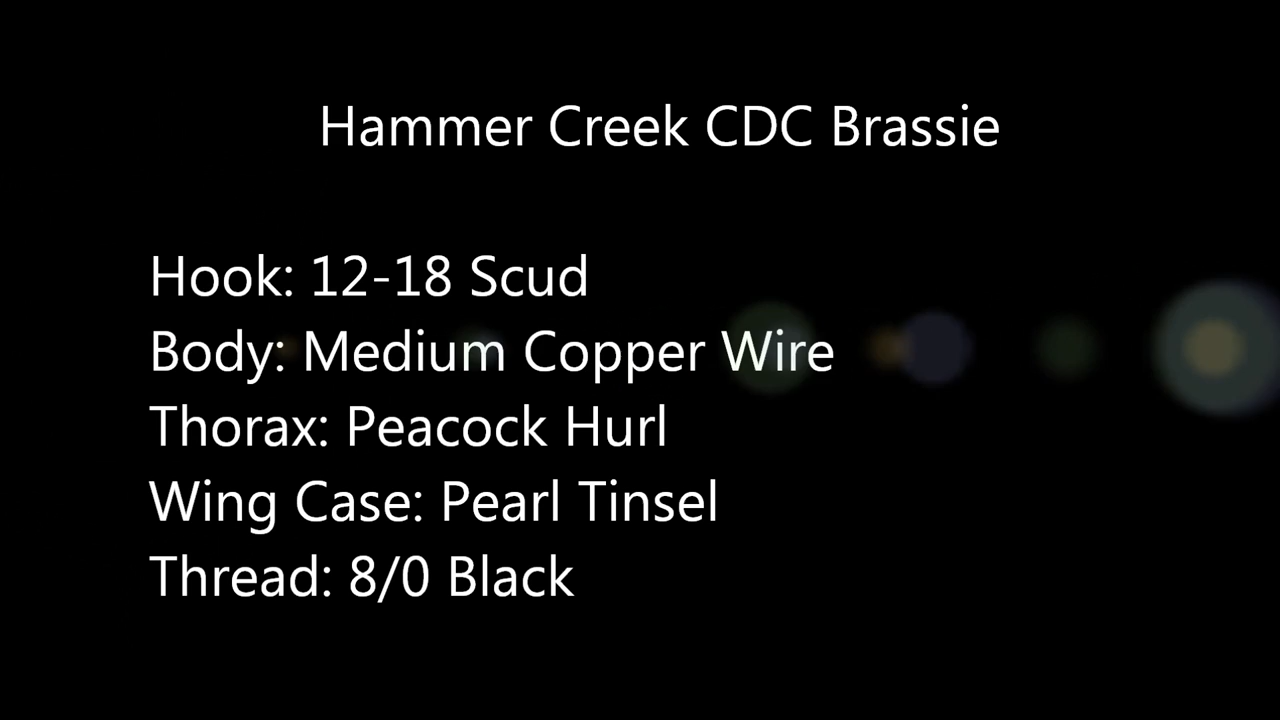 Hammer Creek CDC Brassie
Hook: 12-18 Scud
Body: Medium Copper Wire
Thorax: Peacock Hurl
Wing Case: Pearl Tinsel
Thread: 8/0 Black